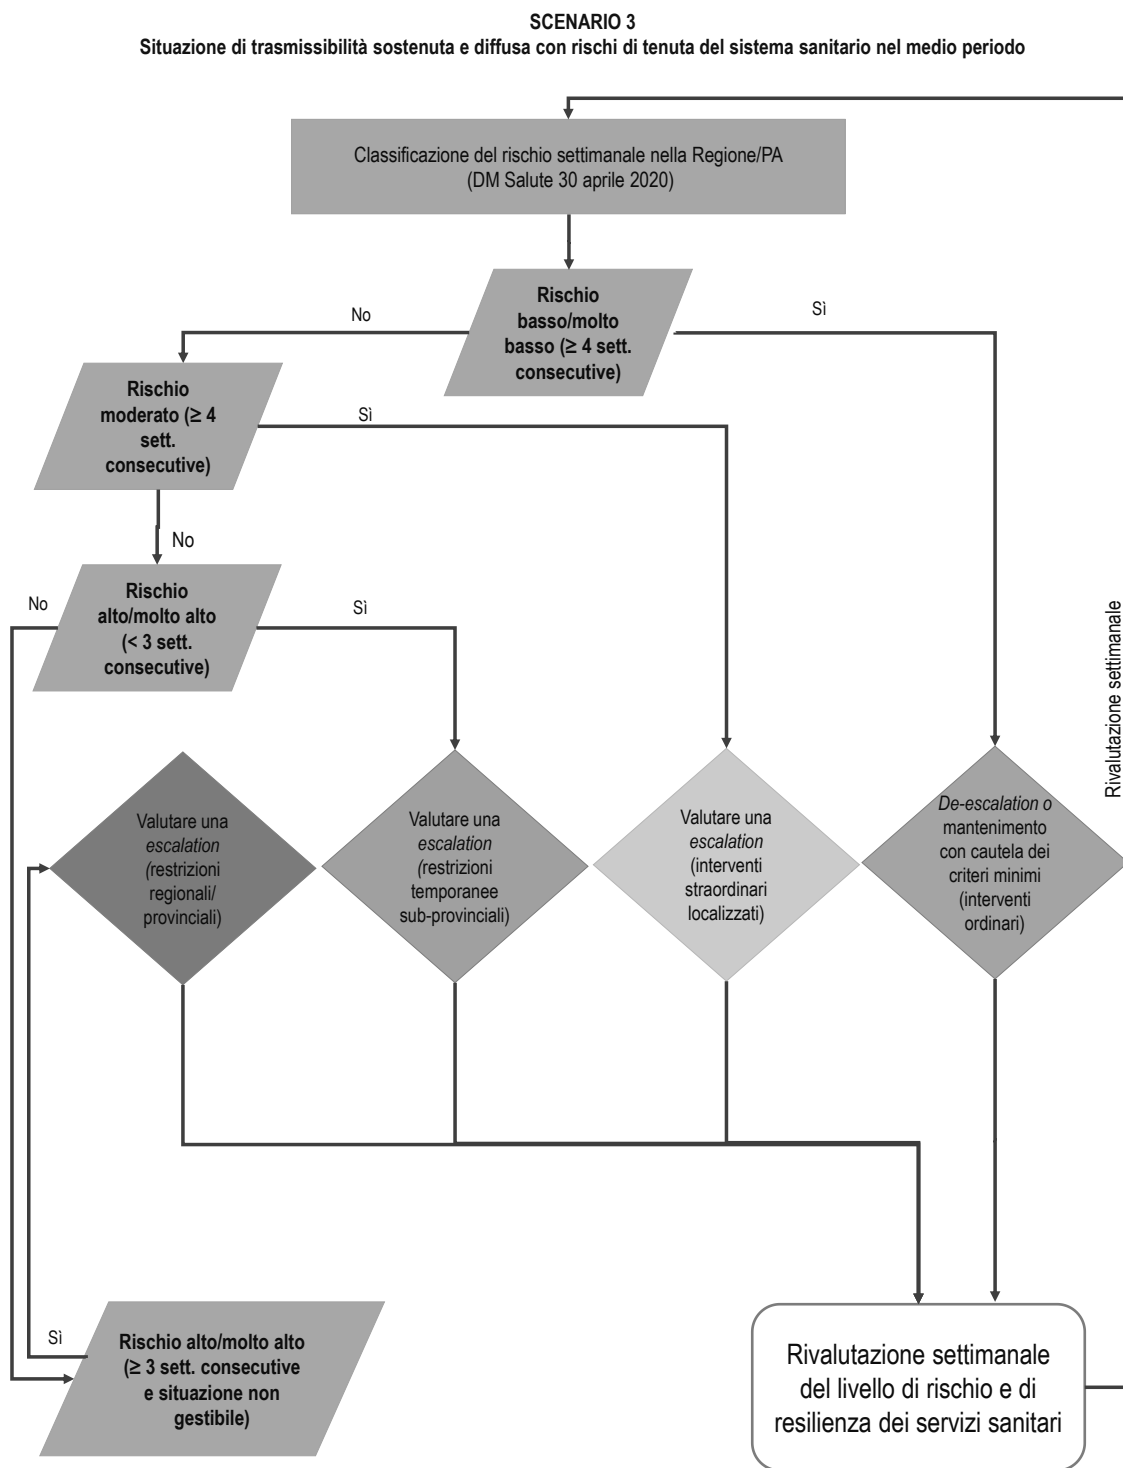 SCENARIO 3
Situazione di trasmissibilità sostenuta e diffusa con rischi di tenuta del sistema sanitario nel medio periodo
Classificazione del rischio settimanale nella Regione/PA
(DM Salute 30 aprile 2020)
Rischio
basso/molto
basso (≥ 4 sett.
consecutive)
No
Sì
Rischio
moderato (≥ 4
sett.
consecutive)
Sì
No
Rischio
alto/molto alto
(< 3 sett.
consecutive)
No
Sì
Rivalutazione settimanale
Valutare una
escalation
(restrizioni
regionali/
provinciali)
Valutare una
escalation
(restrizioni
temporanee
sub-provinciali)
Valutare una
escalation
(interventi
straordinari
localizzati)
De-escalation o
mantenimento
con cautela dei
criteri minimi
(interventi
ordinari)
Sì
Rischio alto/molto alto
(≥ 3 sett. consecutive
e situazione non
gestibile)
Rivalutazione settimanale
del livello di rischio e di
resilienza dei servizi sanitari